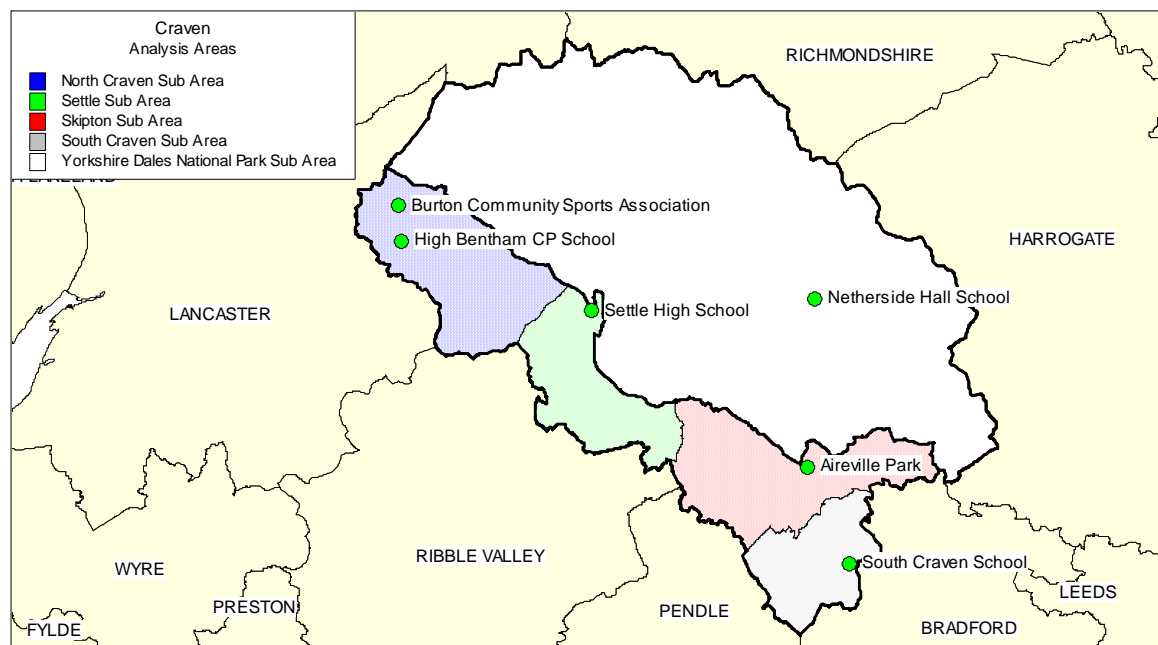 Craven
Analysis Areas
North Craven Sub Area
Settle Sub Area
Skipton Sub Area
South Craven Sub Area
Yorkshire Dales National Park Sub Area
RICHMONDSHIRE
LAKELAND
Burton Community Sports Association
High Bentham CP School
HARROGATE
Netherside Hall School
Settle High School
LANCASTER
Aireville Park
RIBBLE VALLEY
South Craven School
WYRE
LEEDS
PRESTON
PENDLE
FYLDE
BRADFORD